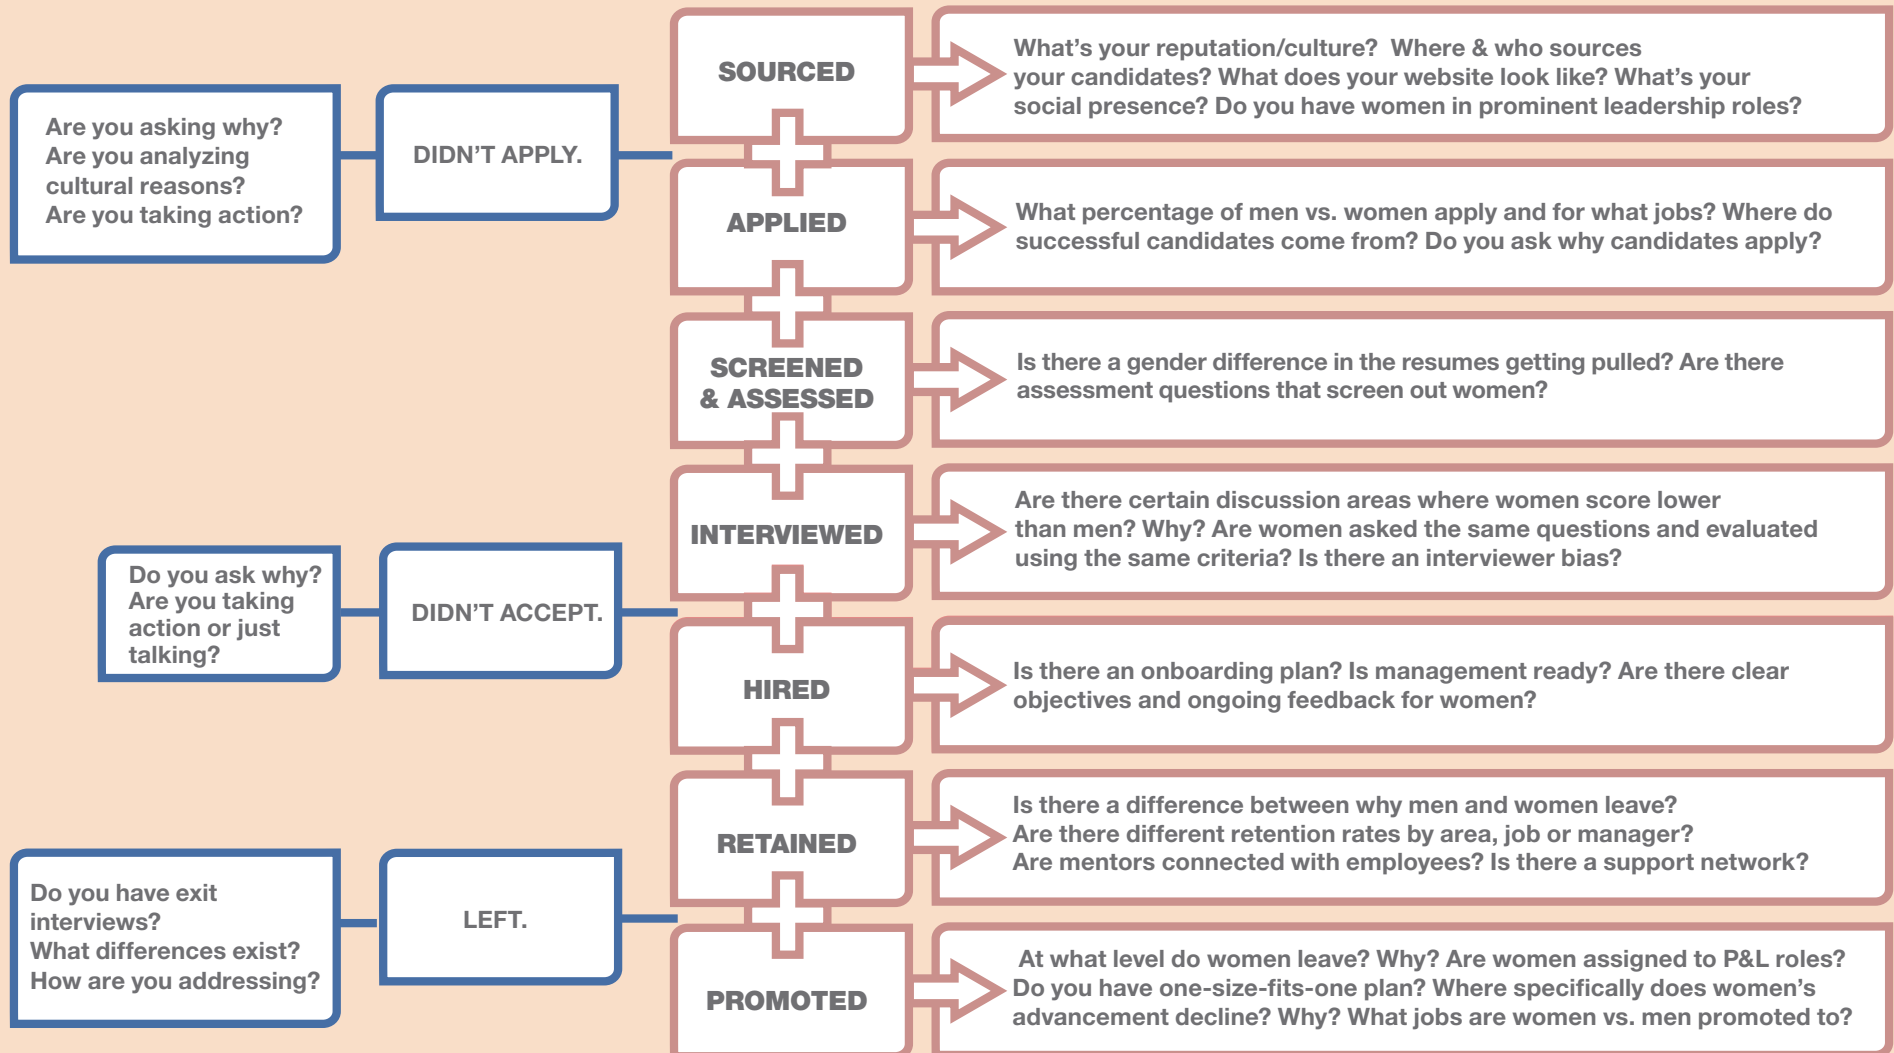 SOURCED
What's your reputation/culture?  Where & who sources
your candidates? What does your website look like? What's your
social presence? Do you have women in prominent leadership roles?
Are you asking why?
Are you analyzing
cultural reasons?
Are you taking action?
DIDN'T APPLY.
APPLIED
What percentage of men vs. women apply and for what jobs? Where do
successful candidates come from? Do you ask why candidates apply?
SCREENED
& ASSESSED
Is there a gender difference in the resumes getting pulled? Are there
assessment questions that screen out women?
INTERVIEWED
Are there certain discussion areas where women score lower
than men? Why? Are women asked the same questions and evaluated
using the same criteria? Is there an interviewer bias?
Do you ask why?
Are you taking
action or just
talking?
DIDN'T ACCEPT.
HIRED
Is there an onboarding plan? Is management ready? Are there clear
objectives and ongoing feedback for women?
RETAINED
Is there a difference between why men and women leave?
Are there different retention rates by area, job or manager?
Are mentors connected with employees? Is there a support network?
Do you have exit
interviews?
What differences exist?
How are you addressing?
LEFT.
PROMOTED
At what level do women leave? Why? Are women assigned to P&L roles?
Do you have one-size-fits-one plan? Where specifically does women's
advancement decline? Why? What jobs are women vs. men promoted to?